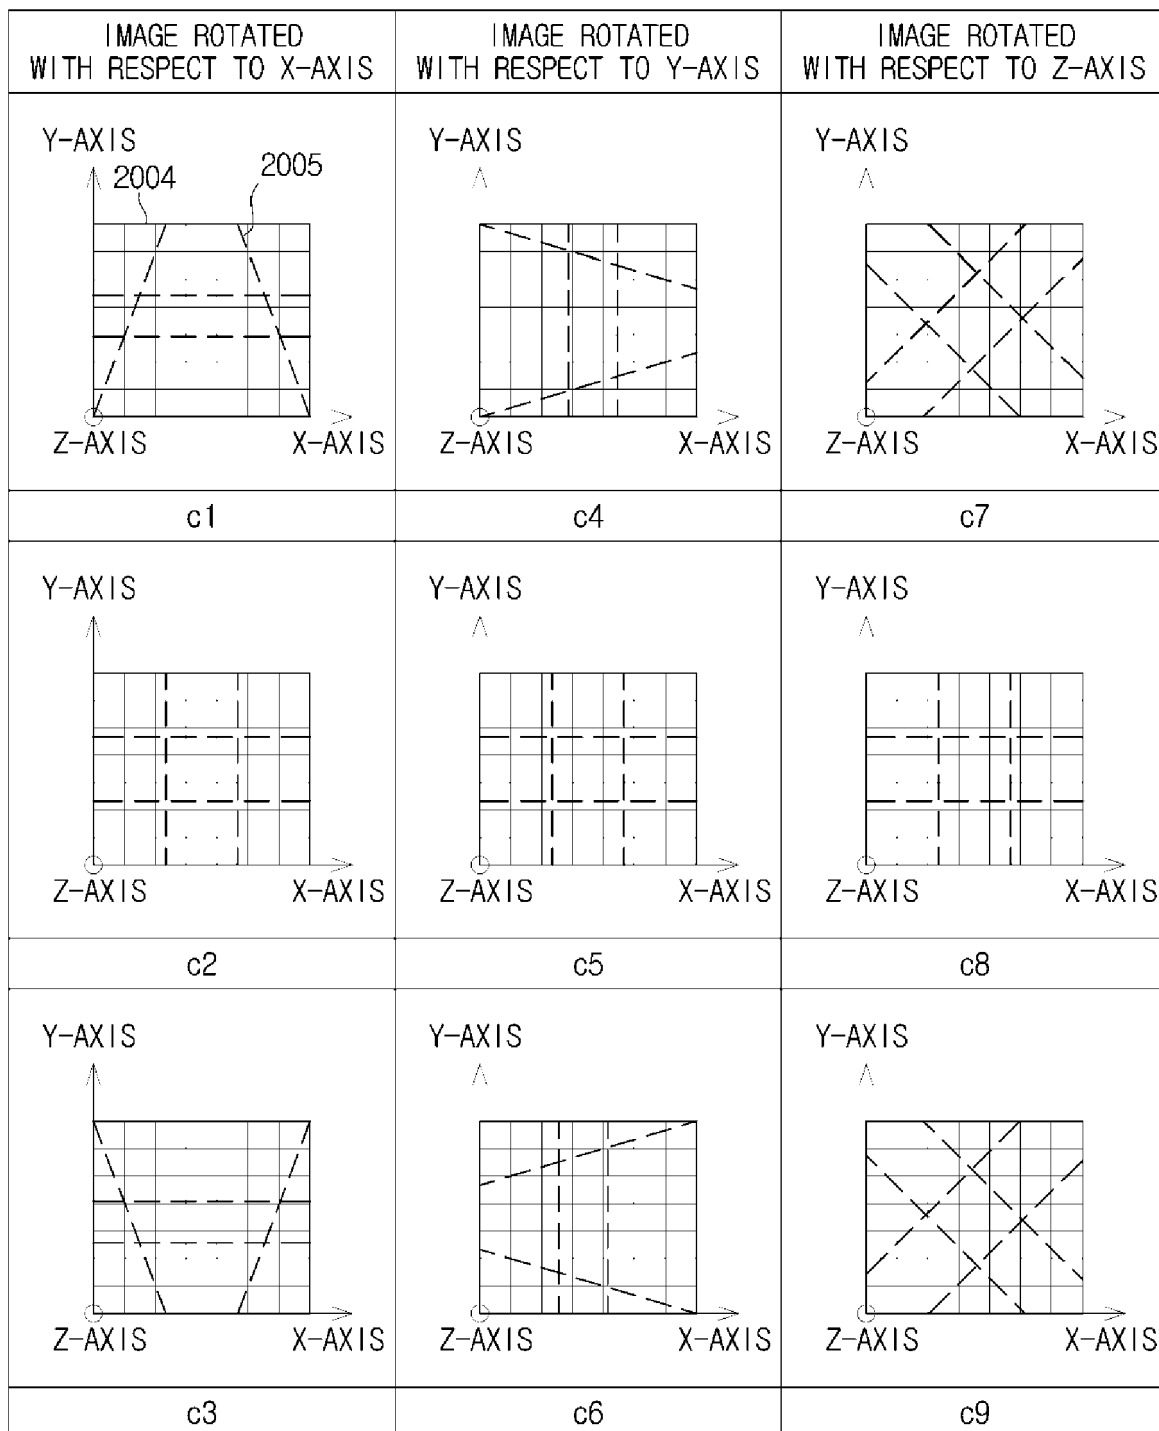 IMAGE ROTATED
WITH RESPECT TO X-AXIS
IMAGE ROTATED
WITH RESPECT TO Y-AXIS
IMAGE ROTATED
WITH RESPECT TO Z-AXIS
Y-AXIS
2004
2005
Z-AXIS
X-AXIS
Y-AXIS
Z-AXIS
X-AXIS
Y-AXIS
Z-AXIS
X-AXIS
c1
c4
c7
Y-AXIS
Z-AXIS
X-AXIS
Y-AXIS
Z-AXIS
X-AXIS
Y-AXIS
Z-AXIS
X-AXIS
c2
c5
c8
Y-AXIS
Z-AXIS
X-AXIS
Y-AXIS
Z-AXIS
X-AXIS
Y-AXIS
Z-AXIS
X-AXIS
c3
c6
c9